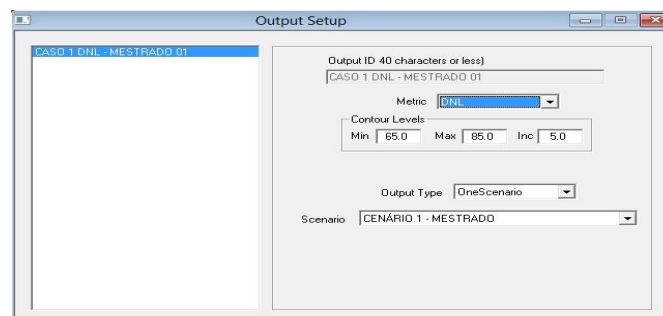 Output Setup
CASO 1 DNL - MESTRADO 01
Output ID 40 characters or less)
CASO 1 DNL - MESTRADO 01
Metric DNL
Contour Levels
Min 65.0 Max 85.0 Inc 5.0
Output Type OneScenario
Scenario CENÁRIO 1 - MESTRADO